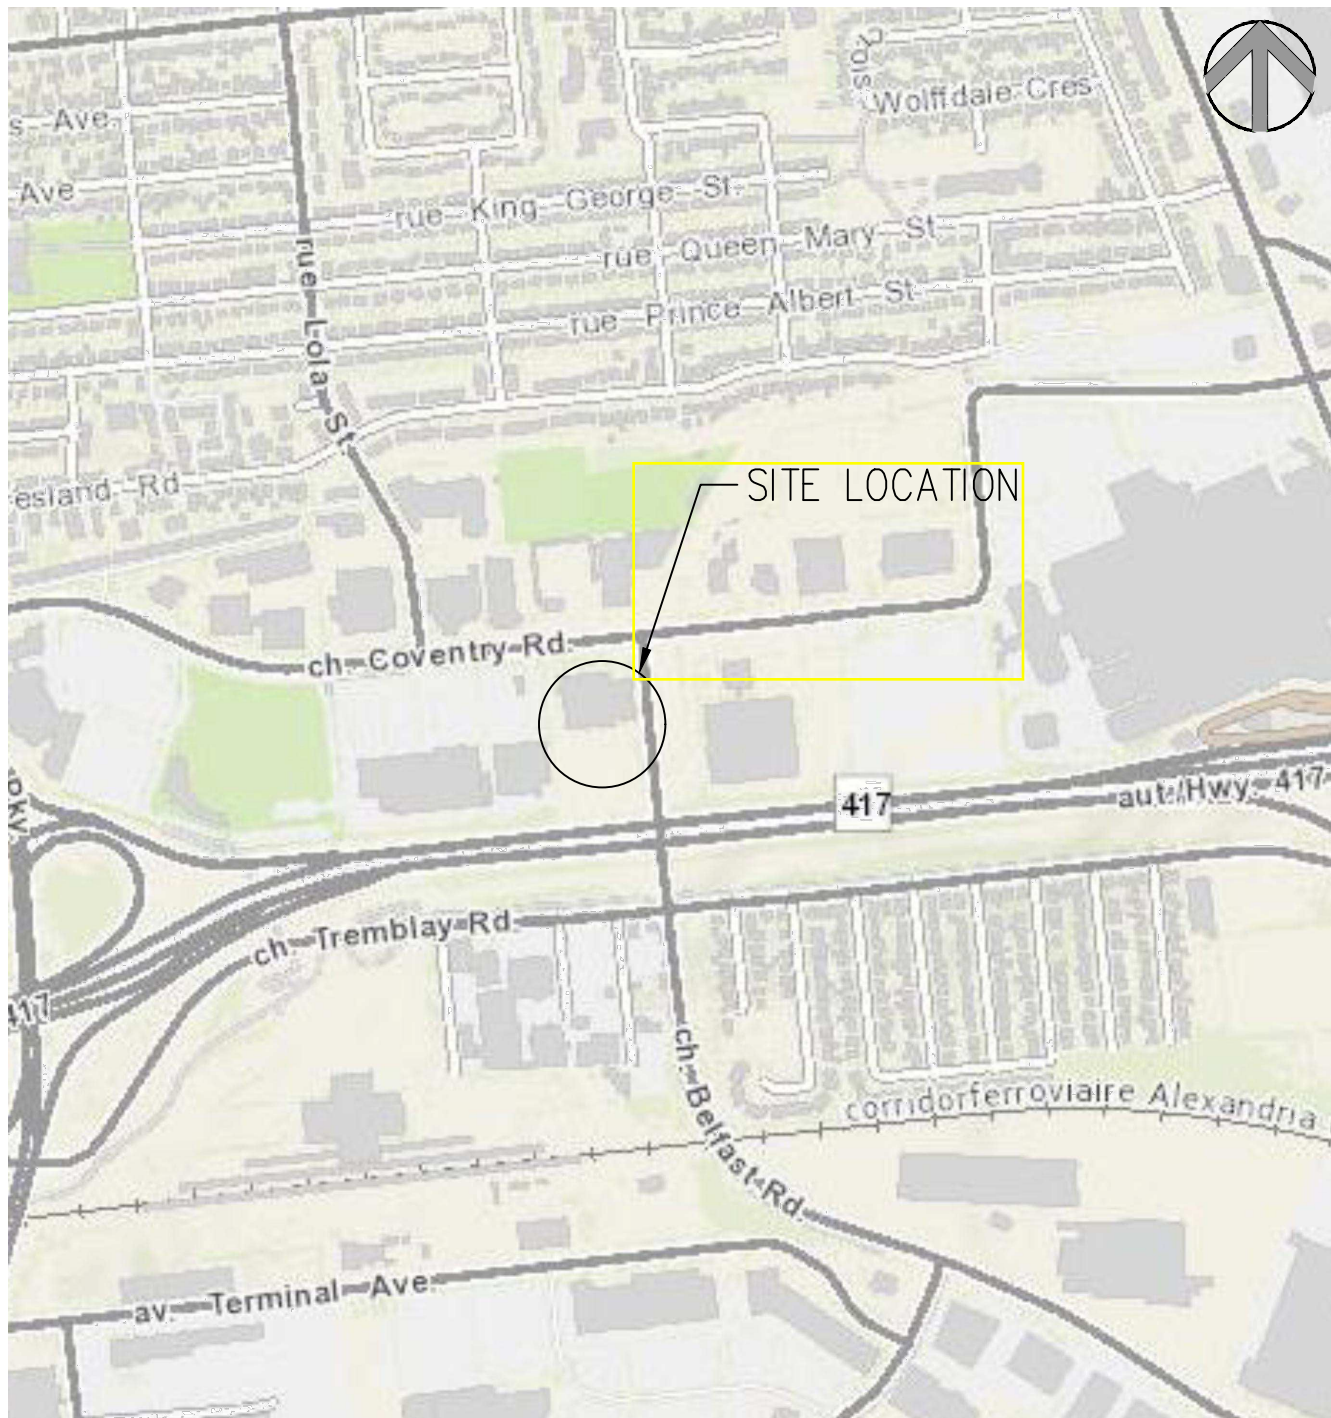 Crois
Wolffdale Cres
s Ave.
Ave
rue King George St.
rue Queen Mary St
rue Prince Albert St
rue Lola St
esland Rd
SITE LOCATION
ch. Coventry Rd.
Pkwy
417
aut./Hwy. 417
ch. Tremblay Rd.
417
ch. Belfast Rd.
corridorferroviaire Alexandria
av. Terminal Ave.